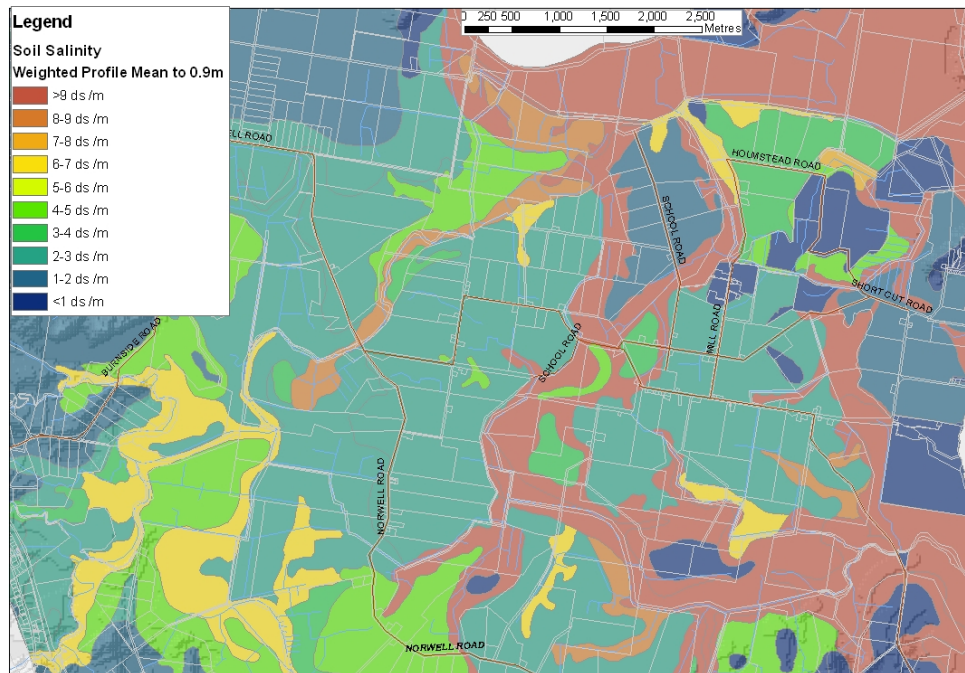 Legend
Soil Salinity
Weighted Profile Mean to 0.9m
>9 ds /m
8-9 ds /m
7-8 ds /m
6-7 ds /m
5-6 ds /m
4-5 ds /m
3-4 ds /m
2-3 ds /m
1-2 ds /m
<1 ds /m
0 250 500 1,000 1,500 2,000 2,500
Metres
ELL ROAD
HOLMSTEAD ROAD
SCHOOL ROAD
SHORT CUT ROAD
MILL ROAD
BURNSIDE ROAD
SCHOOL ROAD
NORWELL ROAD
NORWELL ROAD